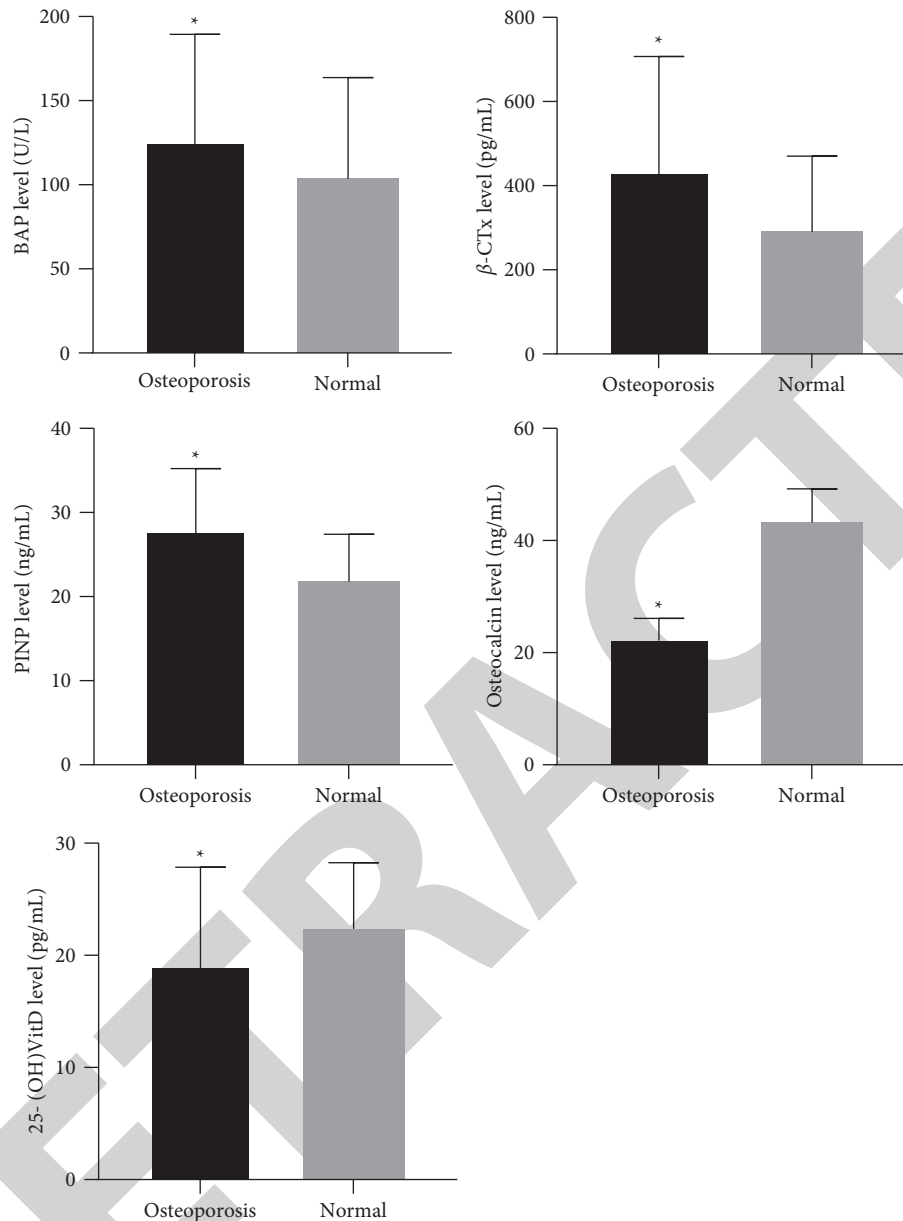 BAP level (U/L)
200
150
100
50
0
*
Osteoporosis
Normal
β-CTx level (pg/mL)
800
600
400
200
0
*
Osteoporosis
Normal
PINP level (ng/mL)
40
30
20
10
0
*
Osteoporosis
Normal
Osteocalcin level (ng/mL)
60
40
20
0
*
Osteoporosis
Normal
25- (OH)VitD level (pg/mL)
30
20
10
0
*
Osteoporosis
Normal
ETRACTE